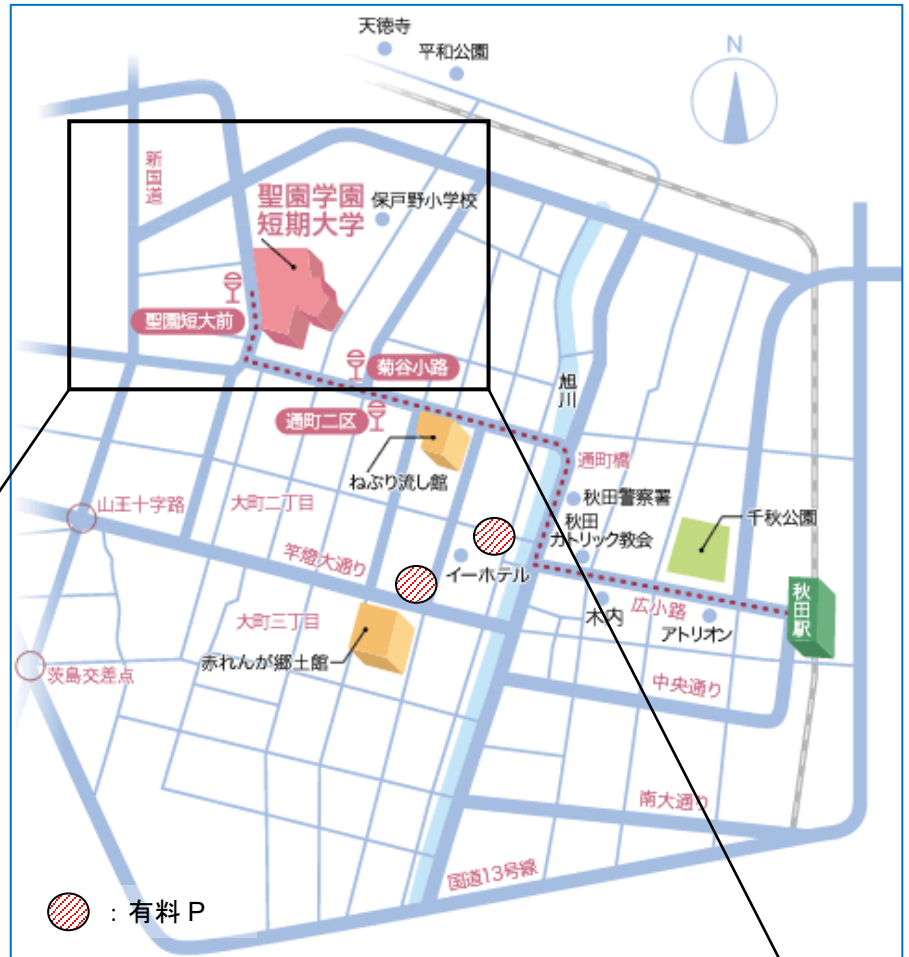 天徳寺
平和公園
N
新国道
聖園学園
短期大学
保戸野小学校
聖園短大前
菊谷小路
通町二区
旭川
ねぶり流し館
通町橋
秋田警察署
山王十字路
大町二丁目
秋田
カトリック教会
千秋公園
竿燈大通り
イーホテル
秋田駅
大町三丁目
広小路
木内
アトリオン
赤れんが郷土館
茨島交差点
中央通り
南大通り
国道13号線
：有料 P